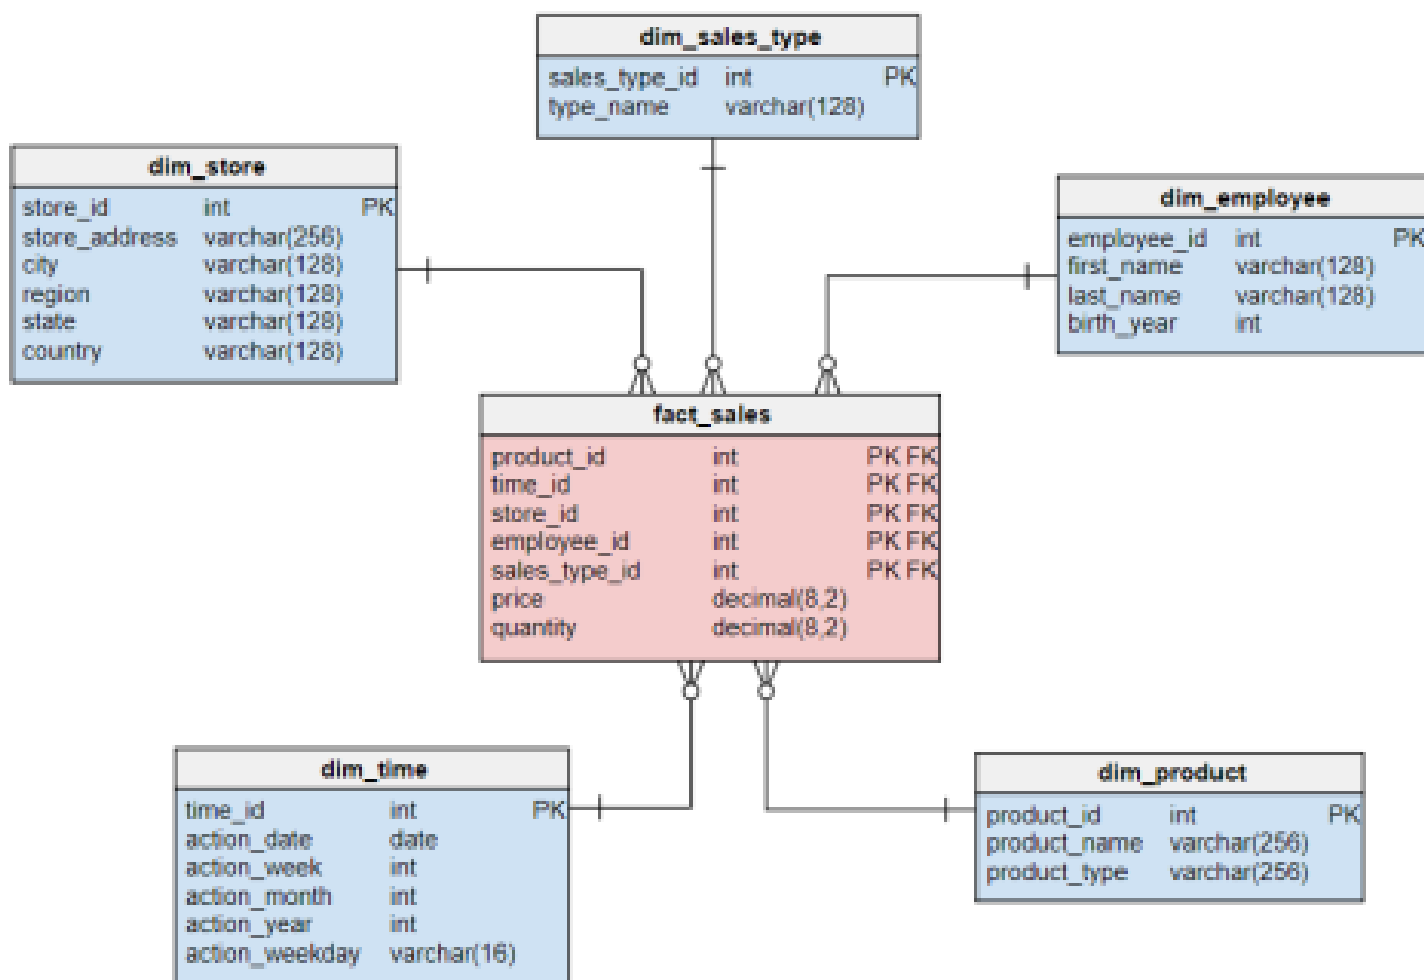 dim_sales_type
sales_type_id int PK
type_name varchar(128)
dim_store
store_id int PK
store_address varchar(256)
city varchar(128)
region varchar(128)
state varchar(128)
country varchar(128)
dim_employee
employee_id int PK
first_name varchar(128)
last_name varchar(128)
birth_year int
fact_sales
product_id int PK FK
time_id int PK FK
store_id int PK FK
employee_id int PK FK
sales_type_id int PK FK
price decimal(8,2)
quantity decimal(8,2)
dim_time
time_id int PK
action_date date
action_week int
action_month int
action_year int
action_weekday varchar(16)
dim_product
product_id int PK
product_name varchar(256)
product_type varchar(256)